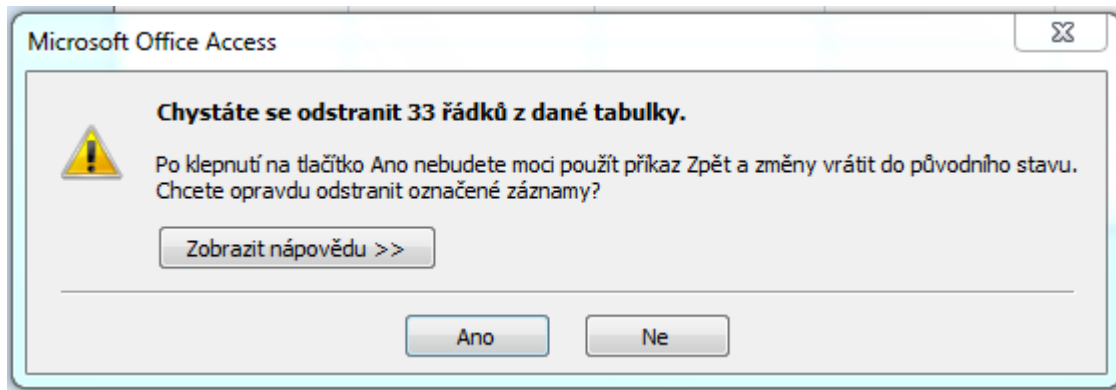 Microsoft Office Access
Chystáte se odstranit 33 řádků z dané tabulky.
Po klepnutí na tlačítko Ano nebudete moci použít příkaz Zpět a změny vrátit do původního stavu.
Chcete opravdu odstranit označené záznamy?
Zobrazit nápovědu >>
Ano
Ne